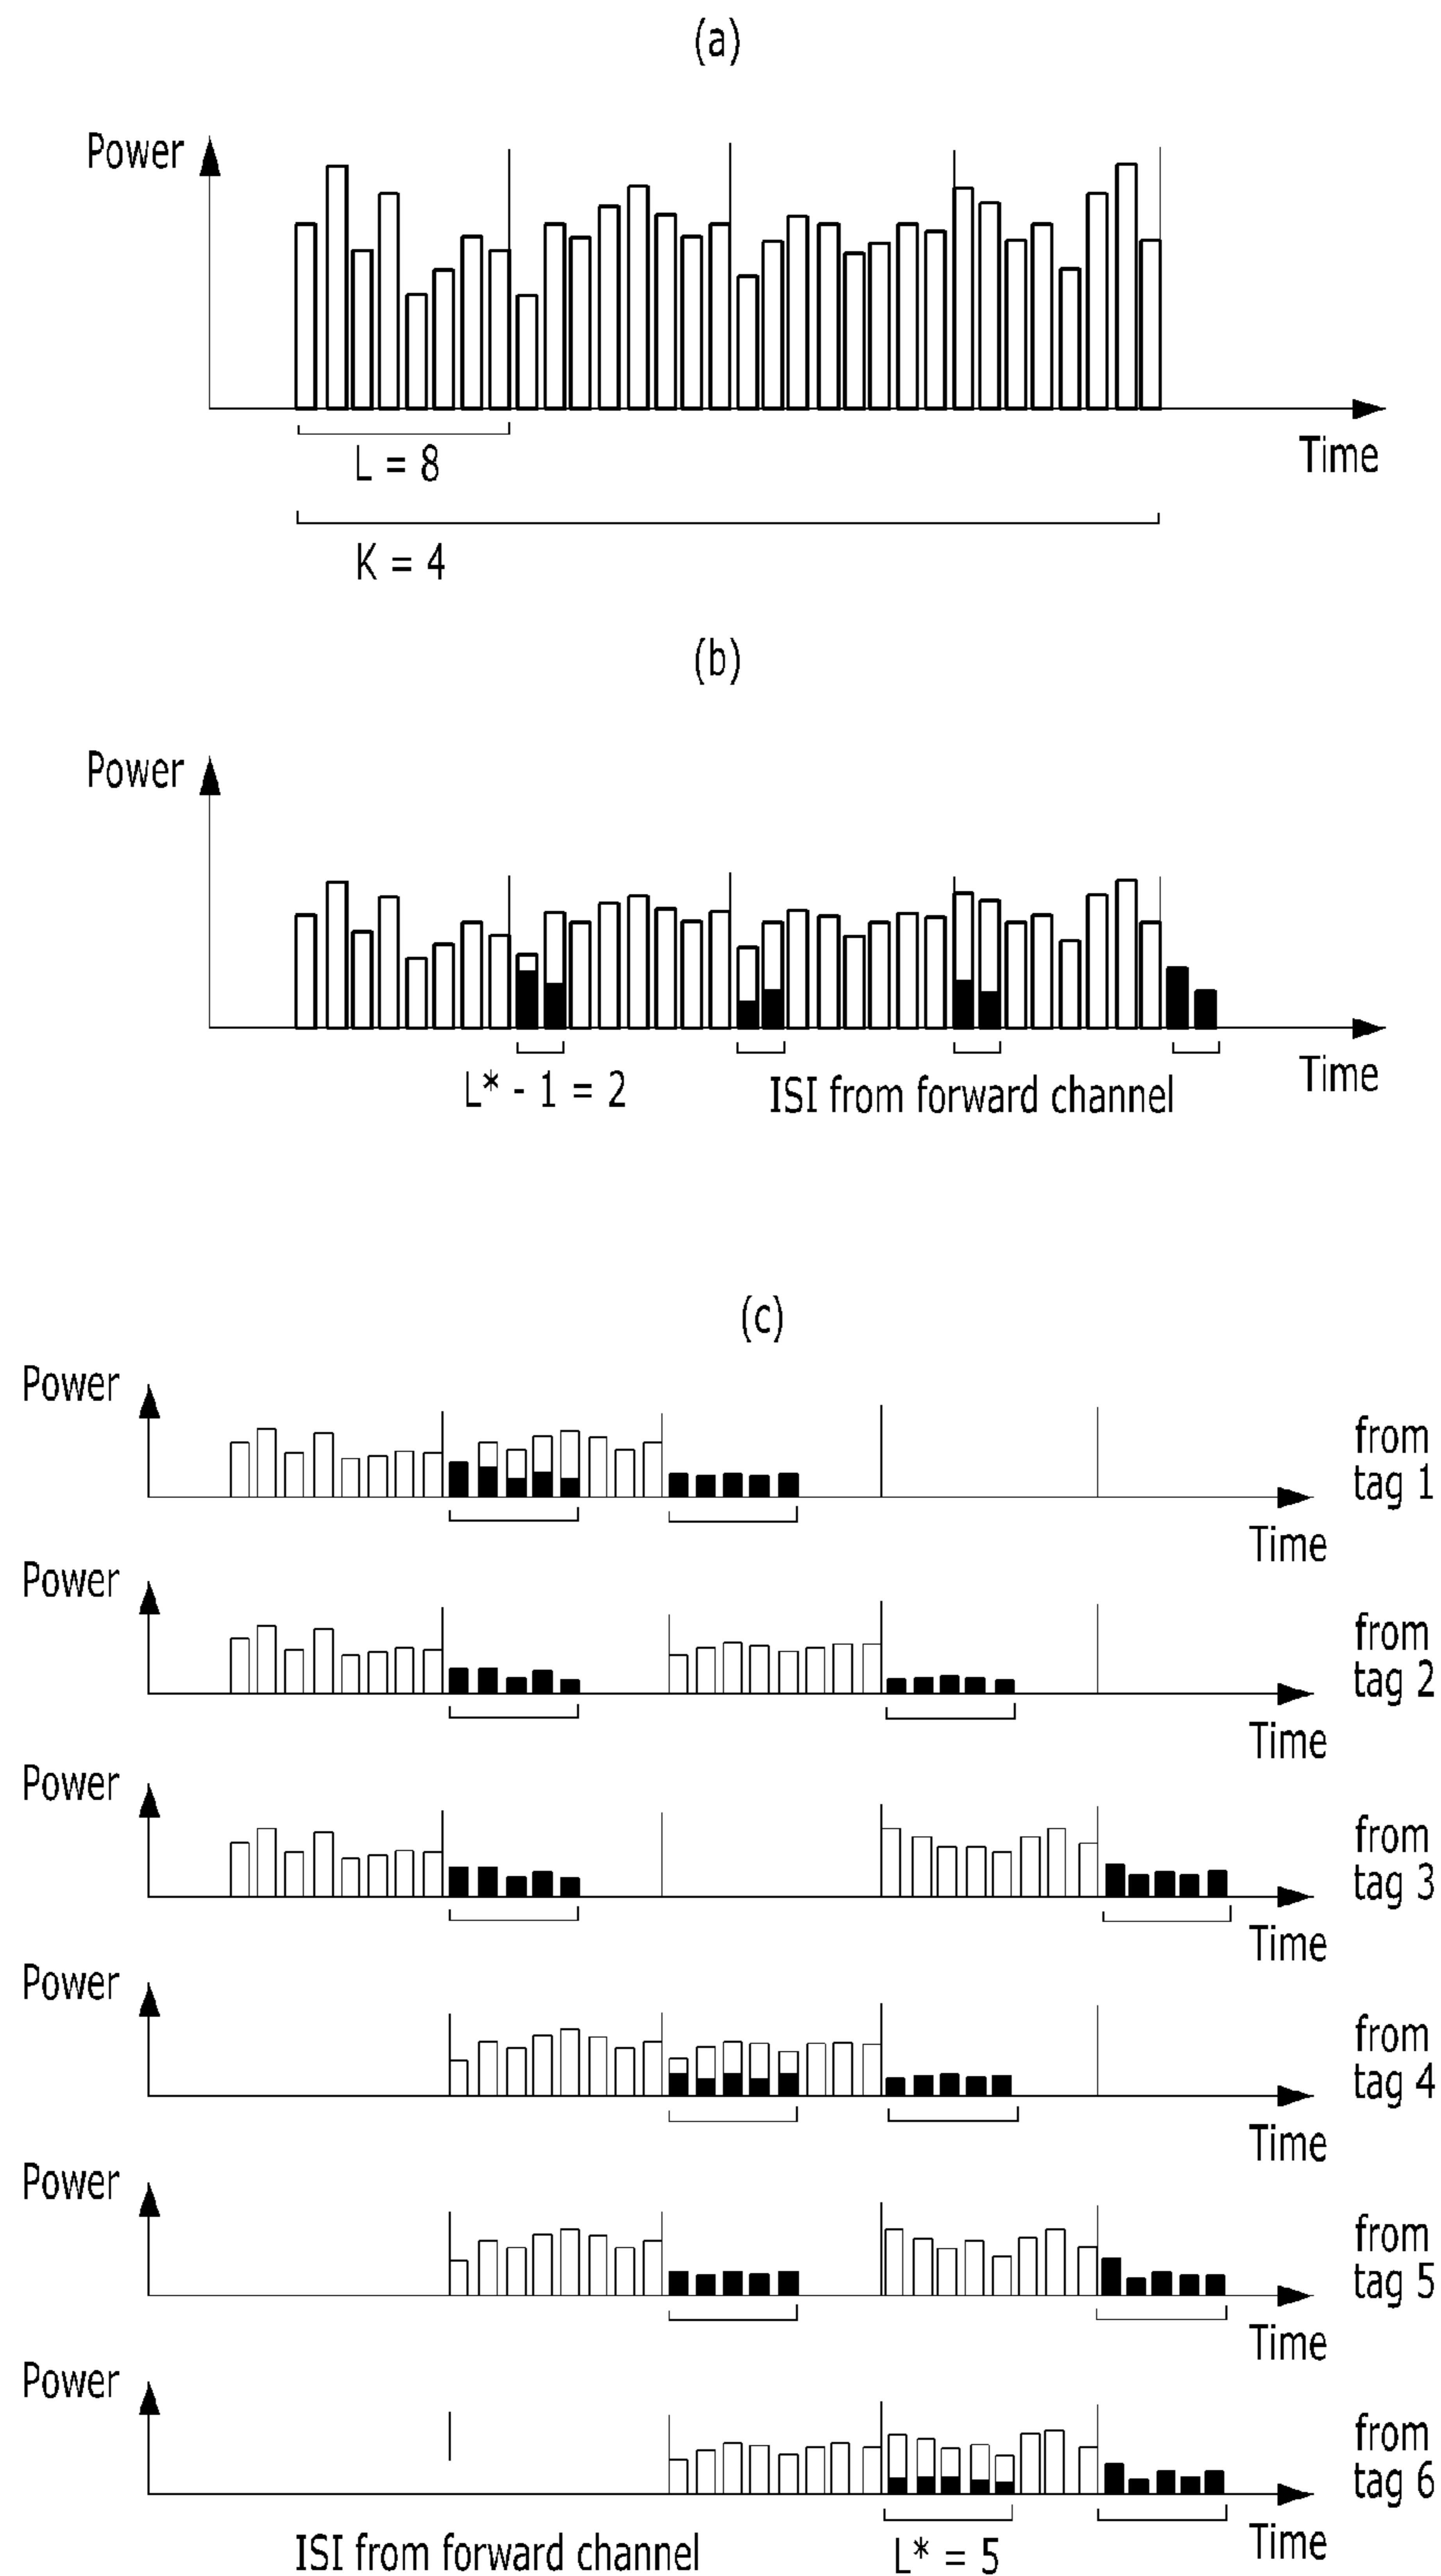 (a)
Power
Time
L = 8
K = 4
(b)
Power
Time
L* - 1 = 2
ISI from forward channel
(c)
Power
from
tag 1
Time
Power
from
tag 2
Time
Power
from
tag 3
Time
Power
from
tag 4
Time
Power
from
tag 5
Time
Power
from
tag 6
Time
ISI from forward channel
L* = 5